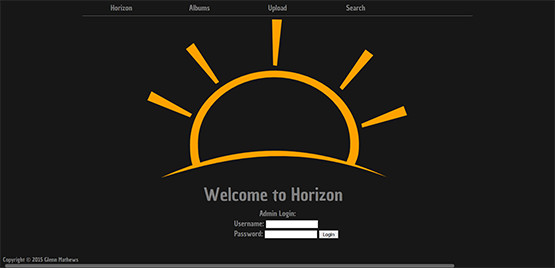 Horizon Albums Upload Search
Welcome to Horizon
Admin Login:
Username:
Password: Login
Copyright © 2015 Glenn Mathews